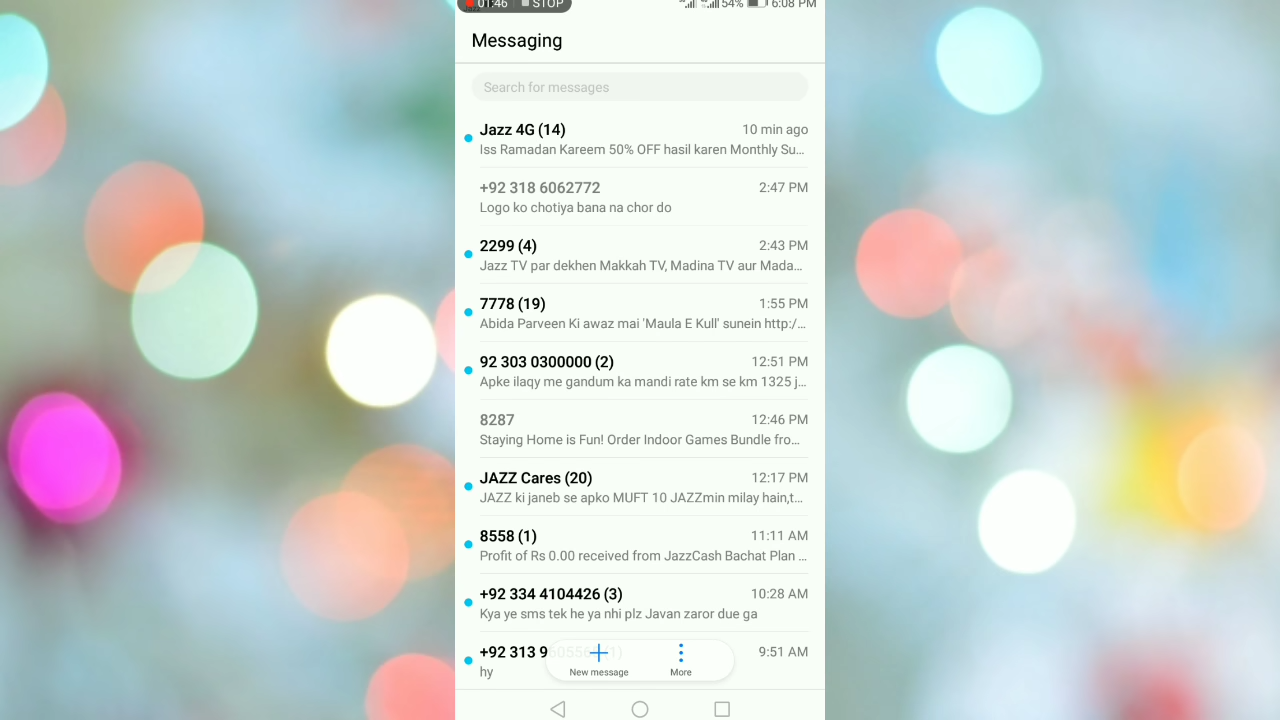 01:46 STOP 54% 6:08 PM
Messaging
Search for messages
Jazz 4G (14) 10 min ago
Iss Ramadan Kareem 50% OFF hasil karen Monthly Su...
+92 318 6062772 2:47 PM
Logo ko chotiya bana na chor do
2299 (4) 2:43 PM
Jazz TV par dekhen Makkah TV, Madina TV aur Mada...
7778 (19) 1:55 PM
Abida Parveen Ki awaz mai 'Maula E Kull' sunein http:/...
92 303 0300000 (2) 12:51 PM
Apke ilaqy me gandum ka mandi rate km se km 1325 j...
8287 12:46 PM
Staying Home is Fun! Order Indoor Games Bundle fro...
JAZZ Cares (20) 12:17 PM
JAZZ ki janeb se apko MUFT 10 JAZZmin milay hain,t...
8558 (1) 11:11 AM
Profit of Rs 0.00 received from JazzCash Bachat Plan ...
+92 334 4104426 (3) 10:28 AM
Kya ye sms tek he ya nhi plz Javan zaror due ga
+92 313 9 (1) 9:51 AM
hy
New message More